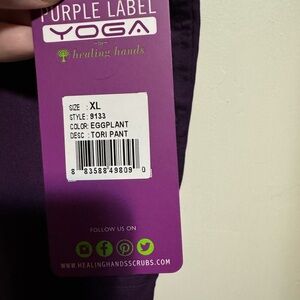 PURPLE LABEL
YOGA
BY
healing hands
SIZE : XL
STYLE: 9133
COLOR: EGGPLANT
DESC : TORI PANT
8 83588 49809 0
FOLLOW US ON
WWW.HEALINGHANDSSCRUBS.COM